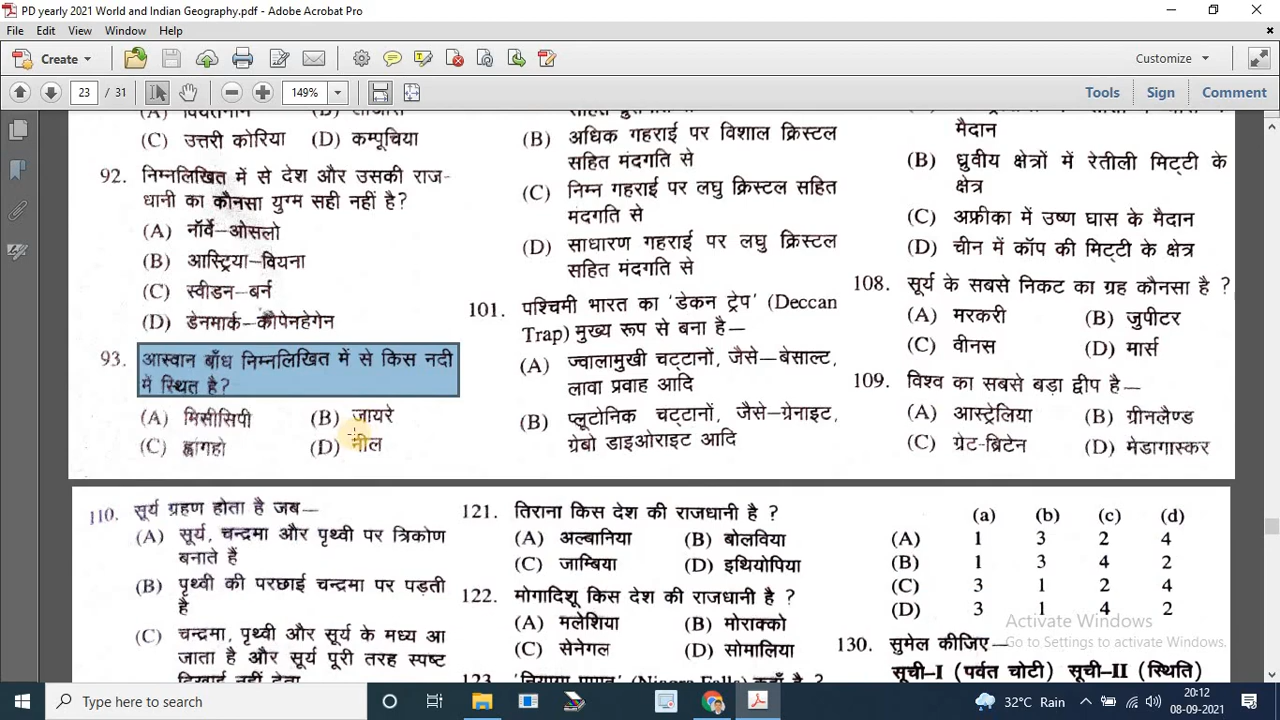 PD yearly 2021 World and Indian Geography.pdf - Adobe Acrobat Pro
File Edit View Window Help
Create Customize
23 / 31 149% Tools Sign Comment
(C) उत्तरी कोरिया (D) कम्पूचिया
92. निम्नलिखित में से देश और उसकी राज-
धानी का कौनसा युग्म सही नहीं है?
(A) नॉर्वे–ओसलो
(B) आस्ट्रिया–वियना
(C) स्वीडन–बर्न
(D) डेनमार्क–कोपेनहेगेन
93. आस्वान बाँध निम्नलिखित में से किस नदी
में स्थित है?
(A) मिसीसिपी (B) जायरे
(C) ह्वांगहो (D) नील
(B) अधिक गहराई पर विशाल क्रिस्टल
सहित मंदगति से
(C) निम्न गहराई पर लघु क्रिस्टल सहित
मंदगति से
(D) साधारण गहराई पर लघु क्रिस्टल
सहित मंदगति से
101. पश्चिमी भारत का 'डेकन ट्रेप' (Deccan
Trap) मुख्य रूप से बना है–
(A) ज्वालामुखी चट्टानों, जैसे–बेसाल्ट,
लावा प्रवाह आदि
(B) प्लूटोनिक चट्टानों, जैसे–ग्रेनाइट,
ग्रेबो डाइओराइट आदि
मैदान
(B) ध्रुवीय क्षेत्रों में रेतीली मिट्टी के
क्षेत्र
(C) अफ्रीका में उष्ण घास के मैदान
(D) चीन में कॉप की मिट्टी के क्षेत्र
108. सूर्य के सबसे निकट का ग्रह कौनसा है ?
(A) मरकरी (B) जुपीटर
(C) वीनस (D) मार्स
109. विश्व का सबसे बड़ा द्वीप है–
(A) आस्ट्रेलिया (B) ग्रीनलैण्ड
(C) ग्रेट-ब्रिटेन (D) मेडागास्कर
110. सूर्य ग्रहण होता है जब–
(A) सूर्य, चन्द्रमा और पृथ्वी पर त्रिकोण
बनाते हैं
(B) पृथ्वी की परछाई चन्द्रमा पर पड़ती
है
(C) चन्द्रमा, पृथ्वी और सूर्य के मध्य आ
जाता है और सूर्य पूरी तरह स्पष्ट
दिखाई नहीं देता
121. तिराना किस देश की राजधानी है ?
(A) अल्बानिया (B) बोलविया
(C) जाम्बिया (D) इथियोपिया
122. मोगादिशू किस देश की राजधानी है ?
(A) मलेशिया (B) मोराक्को
(C) सेनेगल (D) सोमालिया
123. (Niagra Falls) कहाँ है ?
(a) (b) (c) (d)
(A) 1 3 2 4
(B) 1 3 4 2
(C) 3 1 2 4
(D) 3 1 4 2
Activate Windows
Go to Settings to activate Windows.
130. सुमेल कीजिए–
सूची-I (पर्वत चोटी) सूची-II (स्थिति)
Type here to search
32°C Rain
ENG
20:12
08-09-2021